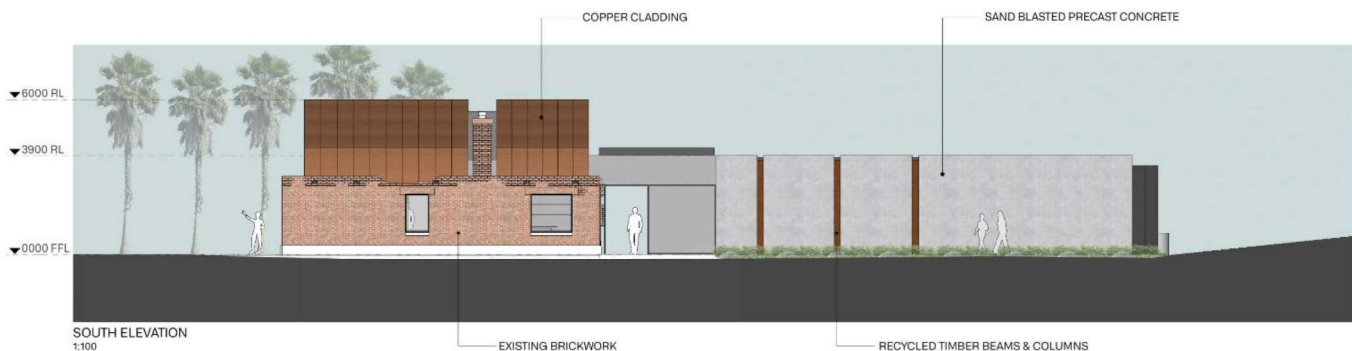 COPPER CLADDING
SAND BLASTED PRECAST CONCRETE
6000 RL
3900 RL
0000 FFL
SOUTH ELEVATION
1:100
EXISTING BRICKWORK
RECYCLED TIMBER BEAMS & COLUMNS